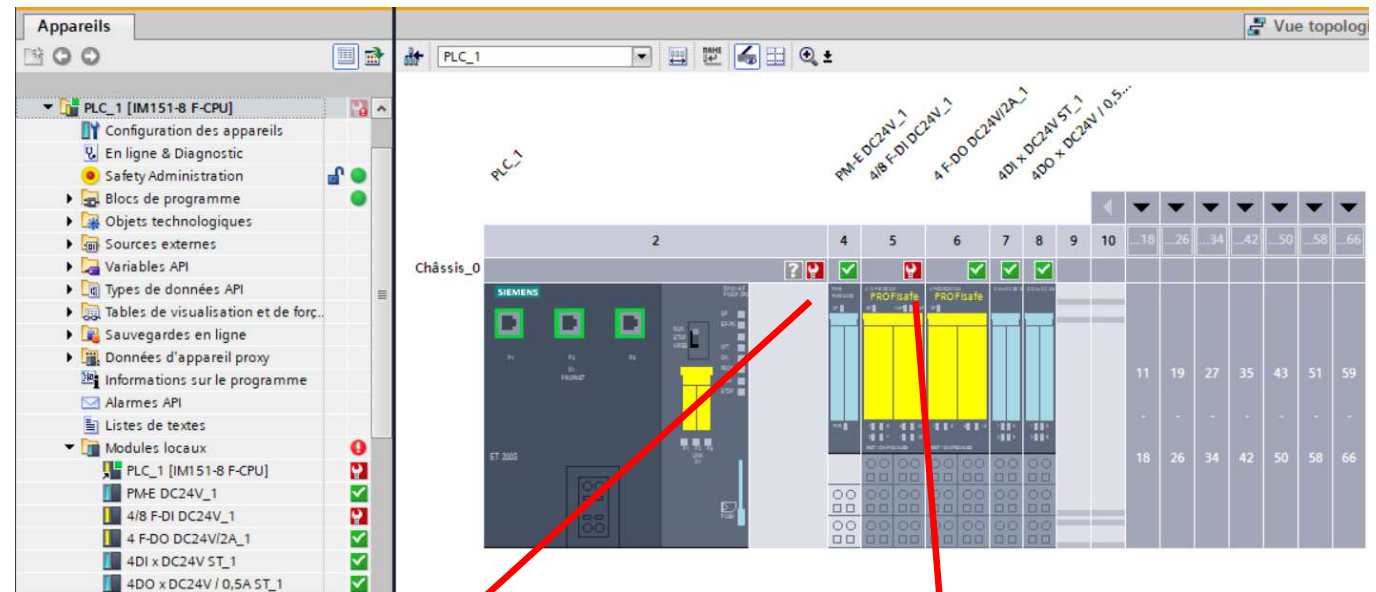 Appareils
Vue topologi
PLC_1
PLC_1 [IM151-8 F-CPU]
Configuration des appareils
En ligne & Diagnostic
Safety Administration
Blocs de programme
Objets technologiques
Sources externes
Variables API
Types de données API
Tables de visualisation et de forç..
Sauvegardes en ligne
Données d'appareil proxy
Informations sur le programme
Alarmes API
Listes de textes
Modules locaux
PLC_1 [IM151-8 F-CPU]
PM-E DC24V_1
4/8 F-DI DC24V_1
4 F-DO DC24V/2A_1
4DI x DC24V ST_1
4DO x DC24V / 0,5A ST_1
PLC_1
PM-E DC24V_1
4/8 F-DI DC24V_1
4 F-DO DC24V/2A_1
4DI x DC24V ST_1
4DO x DC24V / 0,5...
2 4 5 6 7 8 9 10 ...18 ...26 ...34 ...42 ...50 ...58 ...66
Châssis_0
SIEMENS
PROFIsafe PROFIsafe
P1 P2 P3
PROFINET
ET 200S
11 19 27 35 43 51 59
- - - - - - -
18 26 34 42 50 58 66